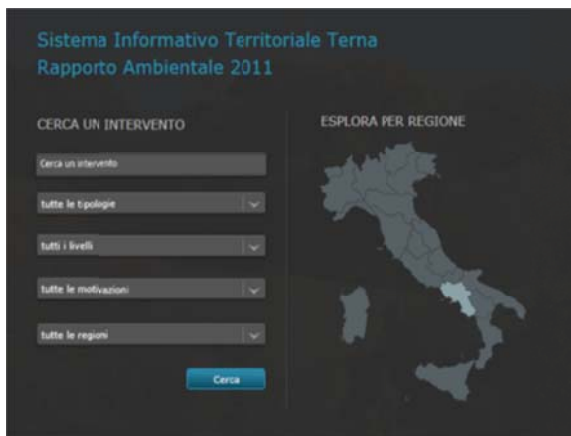 Sistema Informativo Territoriale Terna
Rapporto Ambientale 2011
CERCA UN INTERVENTO
Cerca un intervento
tutte le tipologie
tutti i livelli
tutte le motivazioni
tutte le regioni
Cerca
ESPLORA PER REGIONE